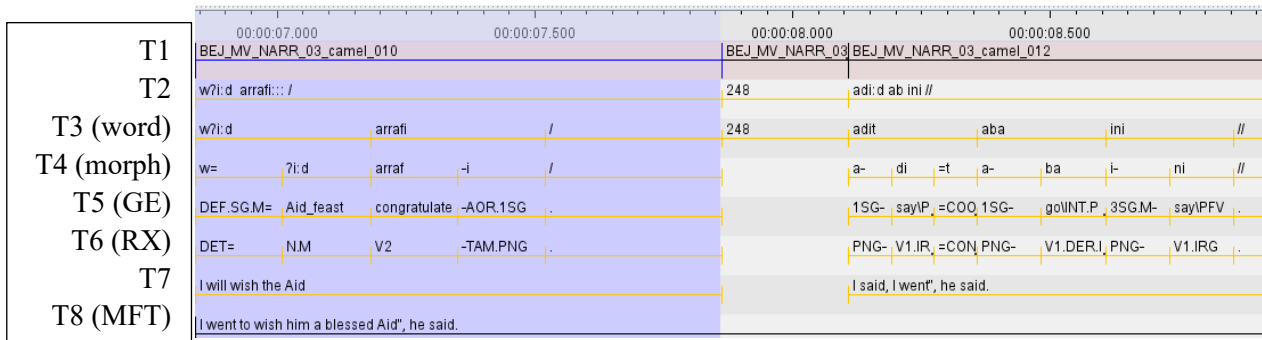 00:00:07.000 00:00:07.500 00:00:08.000 00:00:08.500
T1 BEJ_MV_NARR_03_camel_010 BEJ_MV_NARR_03 BEJ_MV_NARR_03_camel_012
T2 w?i:d arrafi::: / 248 adi:d ab ini //
T3 (word) w?i:d arrafi / 248 adit aba ini //
T4 (morph) w= ?i:d arraf -i / a- di =t a- ba i- ni //
T5 (GE) DEF.SG.M= Aid_feast congratulate -AOR.1SG . 1SG- say\P =COO 1SG- go\INT.P 3SG.M- say\PFV .
T6 (RX) DET= N.M V2 -TAM.PNG . PNG- V1.IR =CON PNG- V1.DER.I PNG- V1.IRG .
T7 I will wish the Aid I said, I went", he said.
T8 (MFT) I went to wish him a blessed Aid", he said.